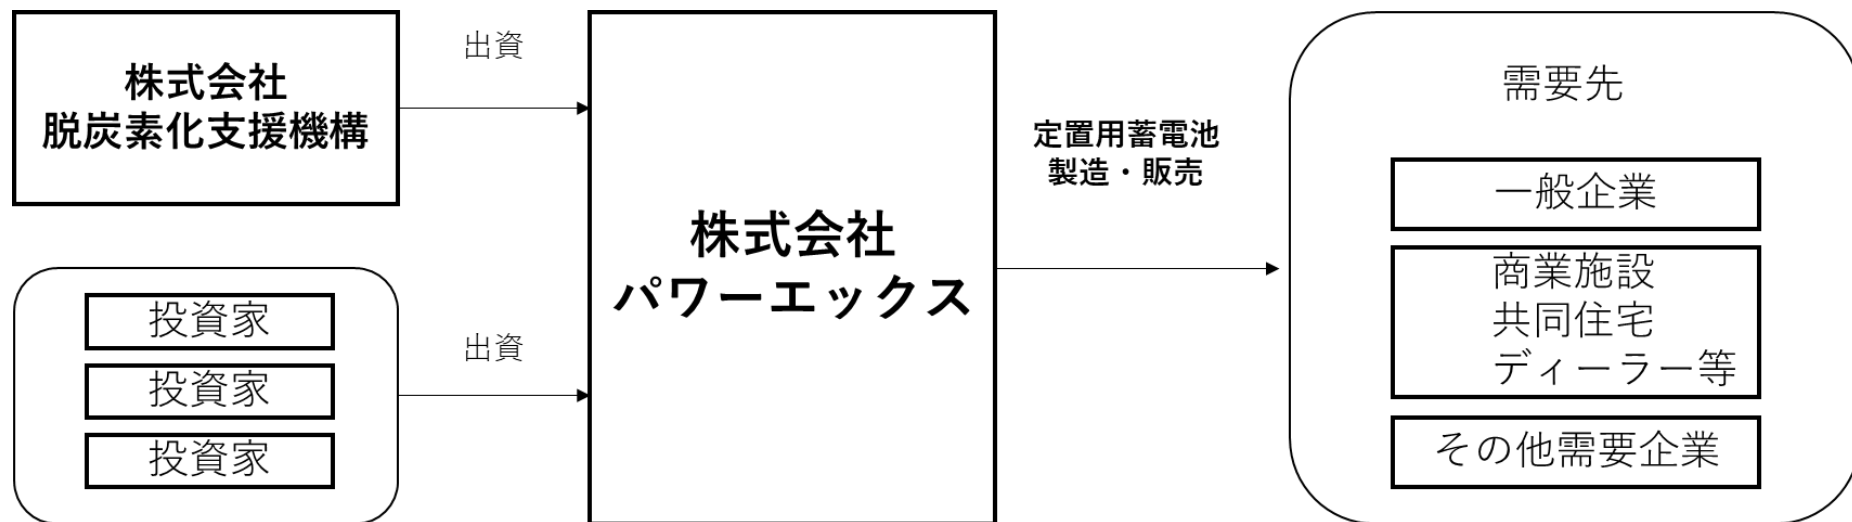 株式会社
脱炭素化支援機構
出資
投資家
投資家
投資家
出資
株式会社
パワーエックス
定置用蓄電池
製造・販売
需要先
一般企業
商業施設
共同住宅
ディーラー等
その他需要企業